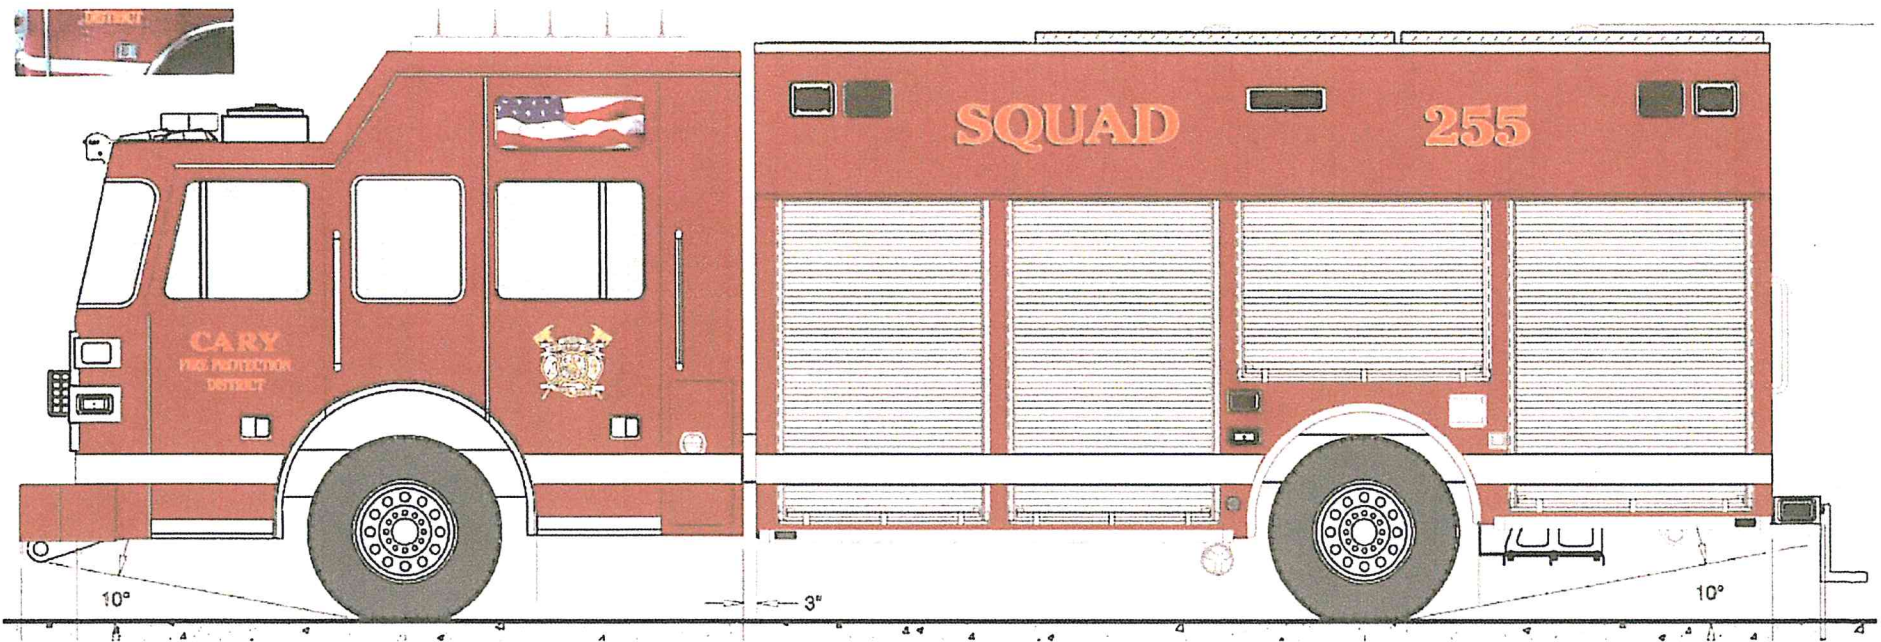 DISTRICT
SQUAD 255
CARY
FIRE PROTECTION
DISTRICT
10°
3"
10°